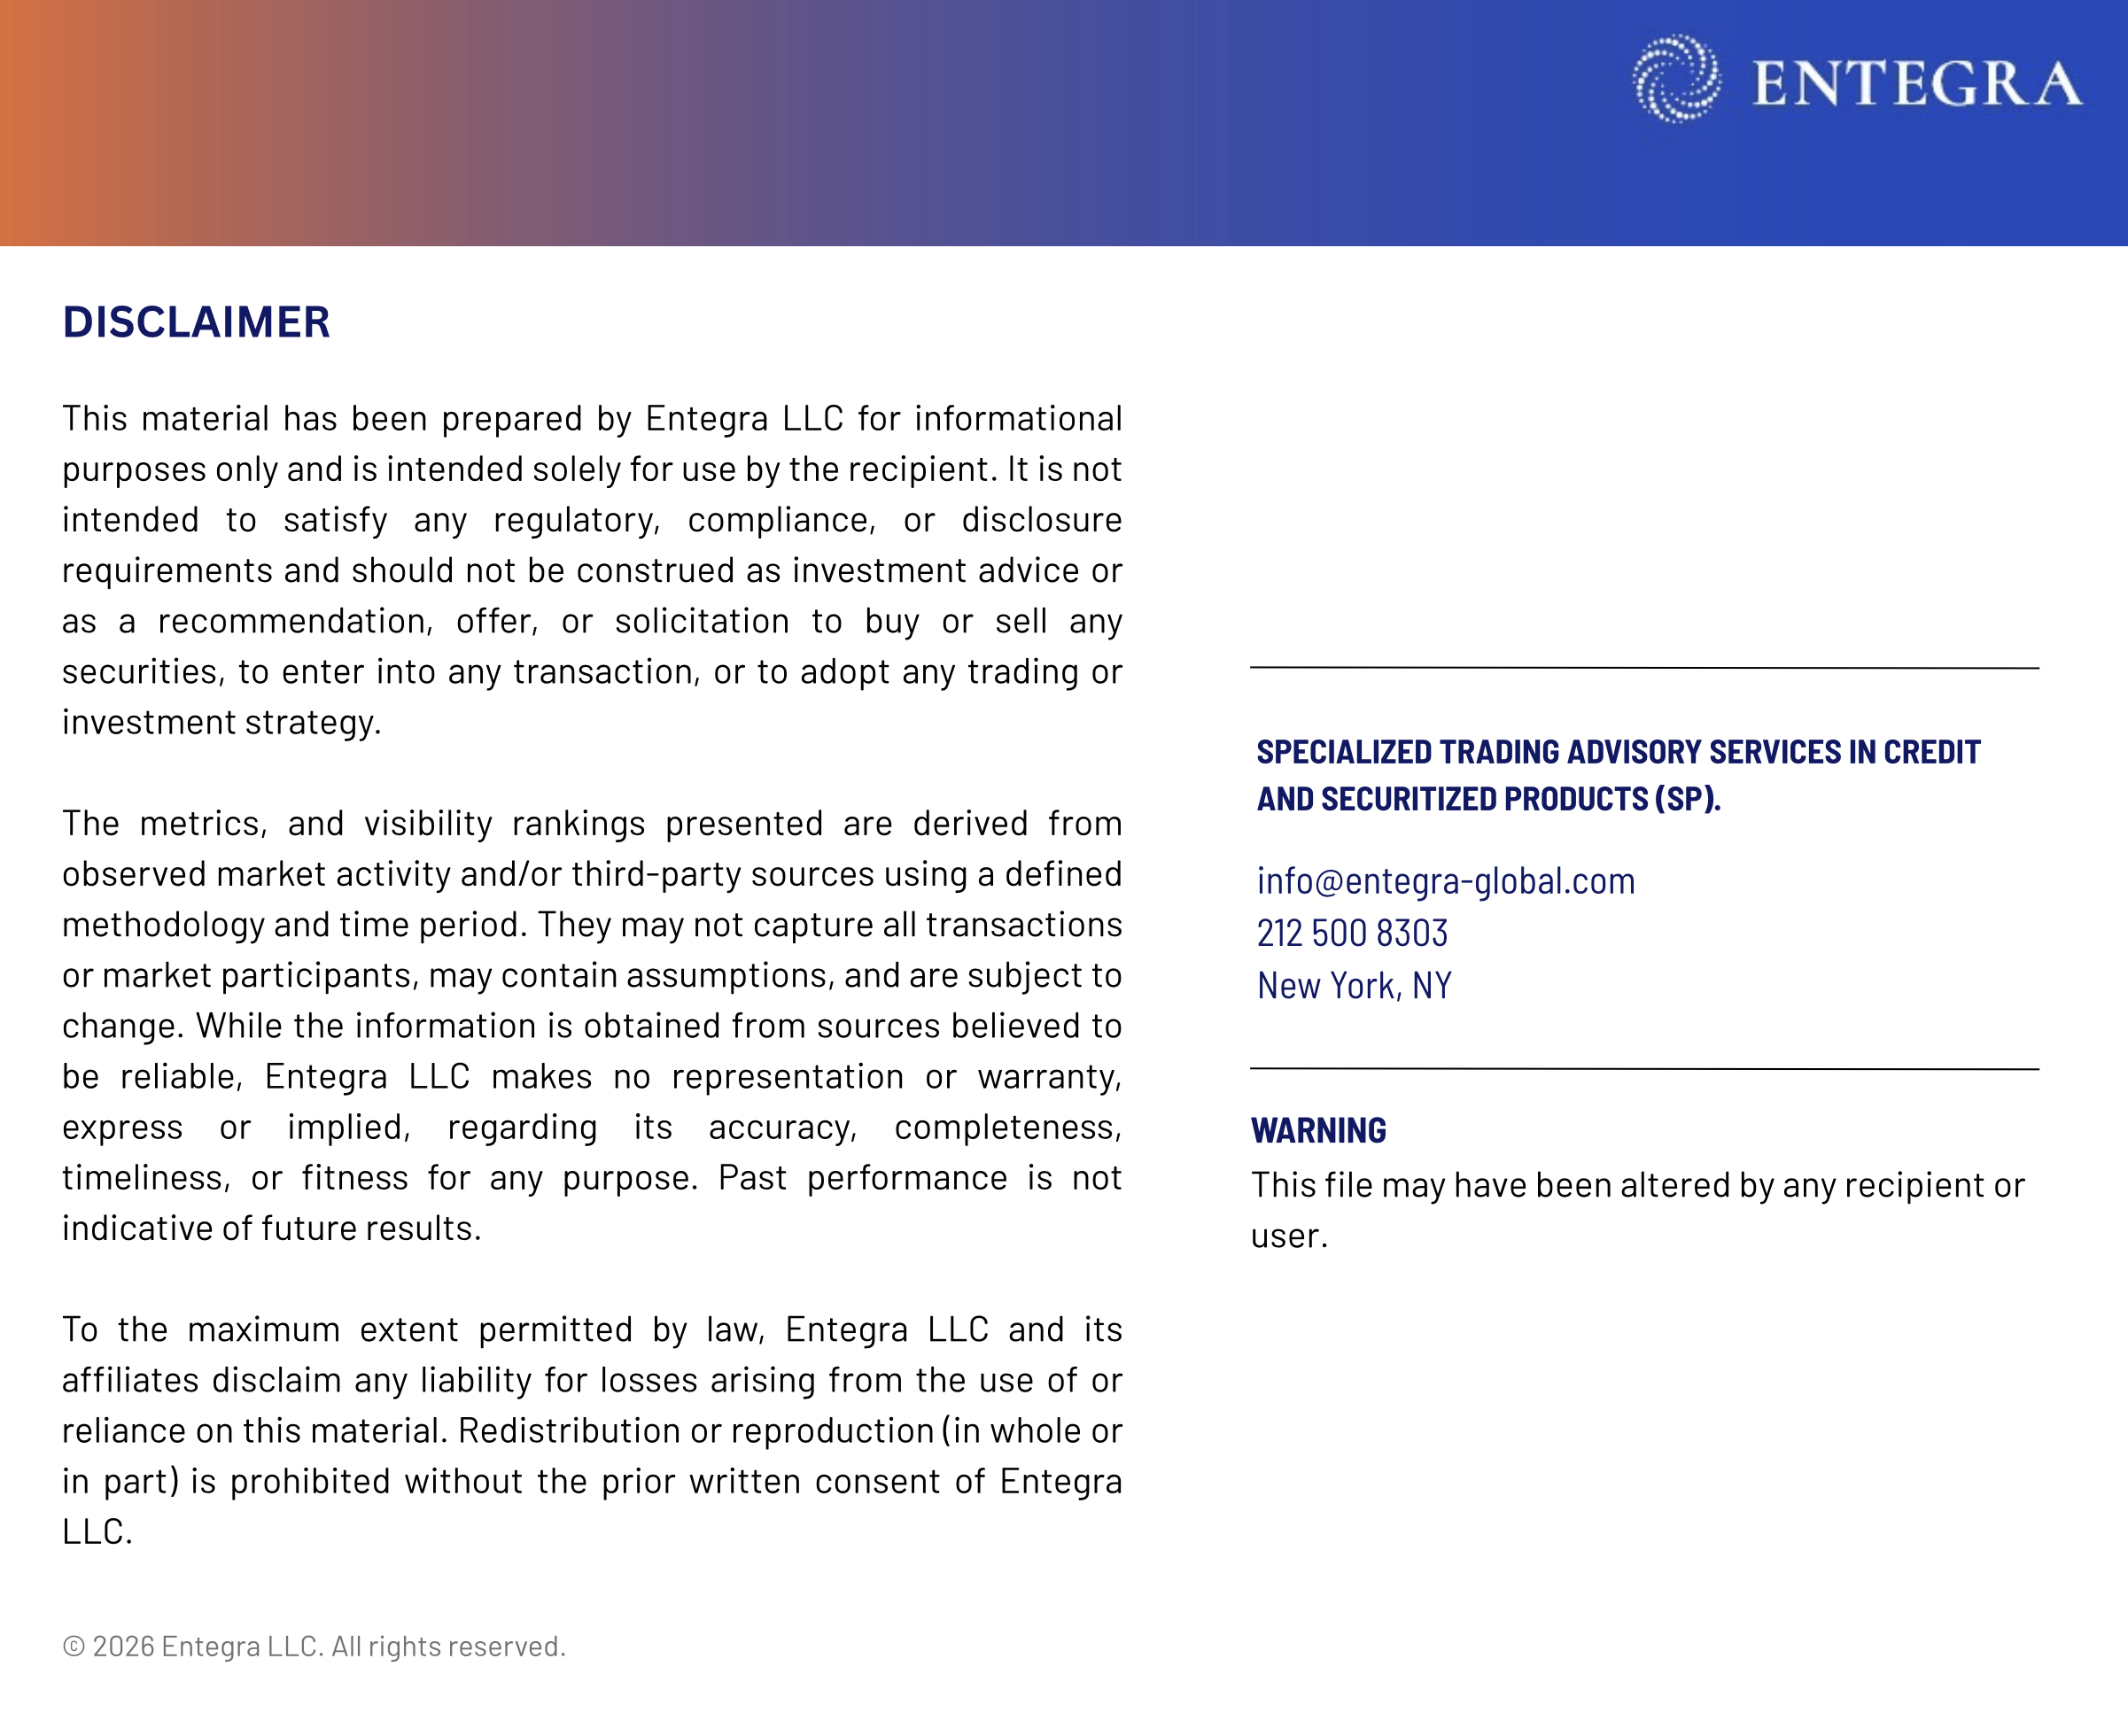 ENTEGRA
DISCLAIMER
This material has been prepared by Entegra LLC for informational
purposes only and is intended solely for use by the recipient. It is not
intended to satisfy any regulatory, compliance, or disclosure
requirements and should not be construed as investment advice or
as a recommendation, offer, or solicitation to buy or sell any
securities, to enter into any transaction, or to adopt any trading or
investment strategy.
The metrics, and visibility rankings presented are derived from
observed market activity and/or third-party sources using a defined
methodology and time period. They may not capture all transactions
or market participants, may contain assumptions, and are subject to
change. While the information is obtained from sources believed to
be reliable, Entegra LLC makes no representation or warranty,
express or implied, regarding its accuracy, completeness,
timeliness, or fitness for any purpose. Past performance is not
indicative of future results.
To the maximum extent permitted by law, Entegra LLC and its
affiliates disclaim any liability for losses arising from the use of or
reliance on this material. Redistribution or reproduction (in whole or
in part) is prohibited without the prior written consent of Entegra
LLC.
© 2026 Entegra LLC. All rights reserved.
SPECIALIZED TRADING ADVISORY SERVICES IN CREDIT
AND SECURITIZED PRODUCTS (SP).
info@entegra-global.com
212 500 8303
New York, NY
WARNING
This file may have been altered by any recipient or
user.